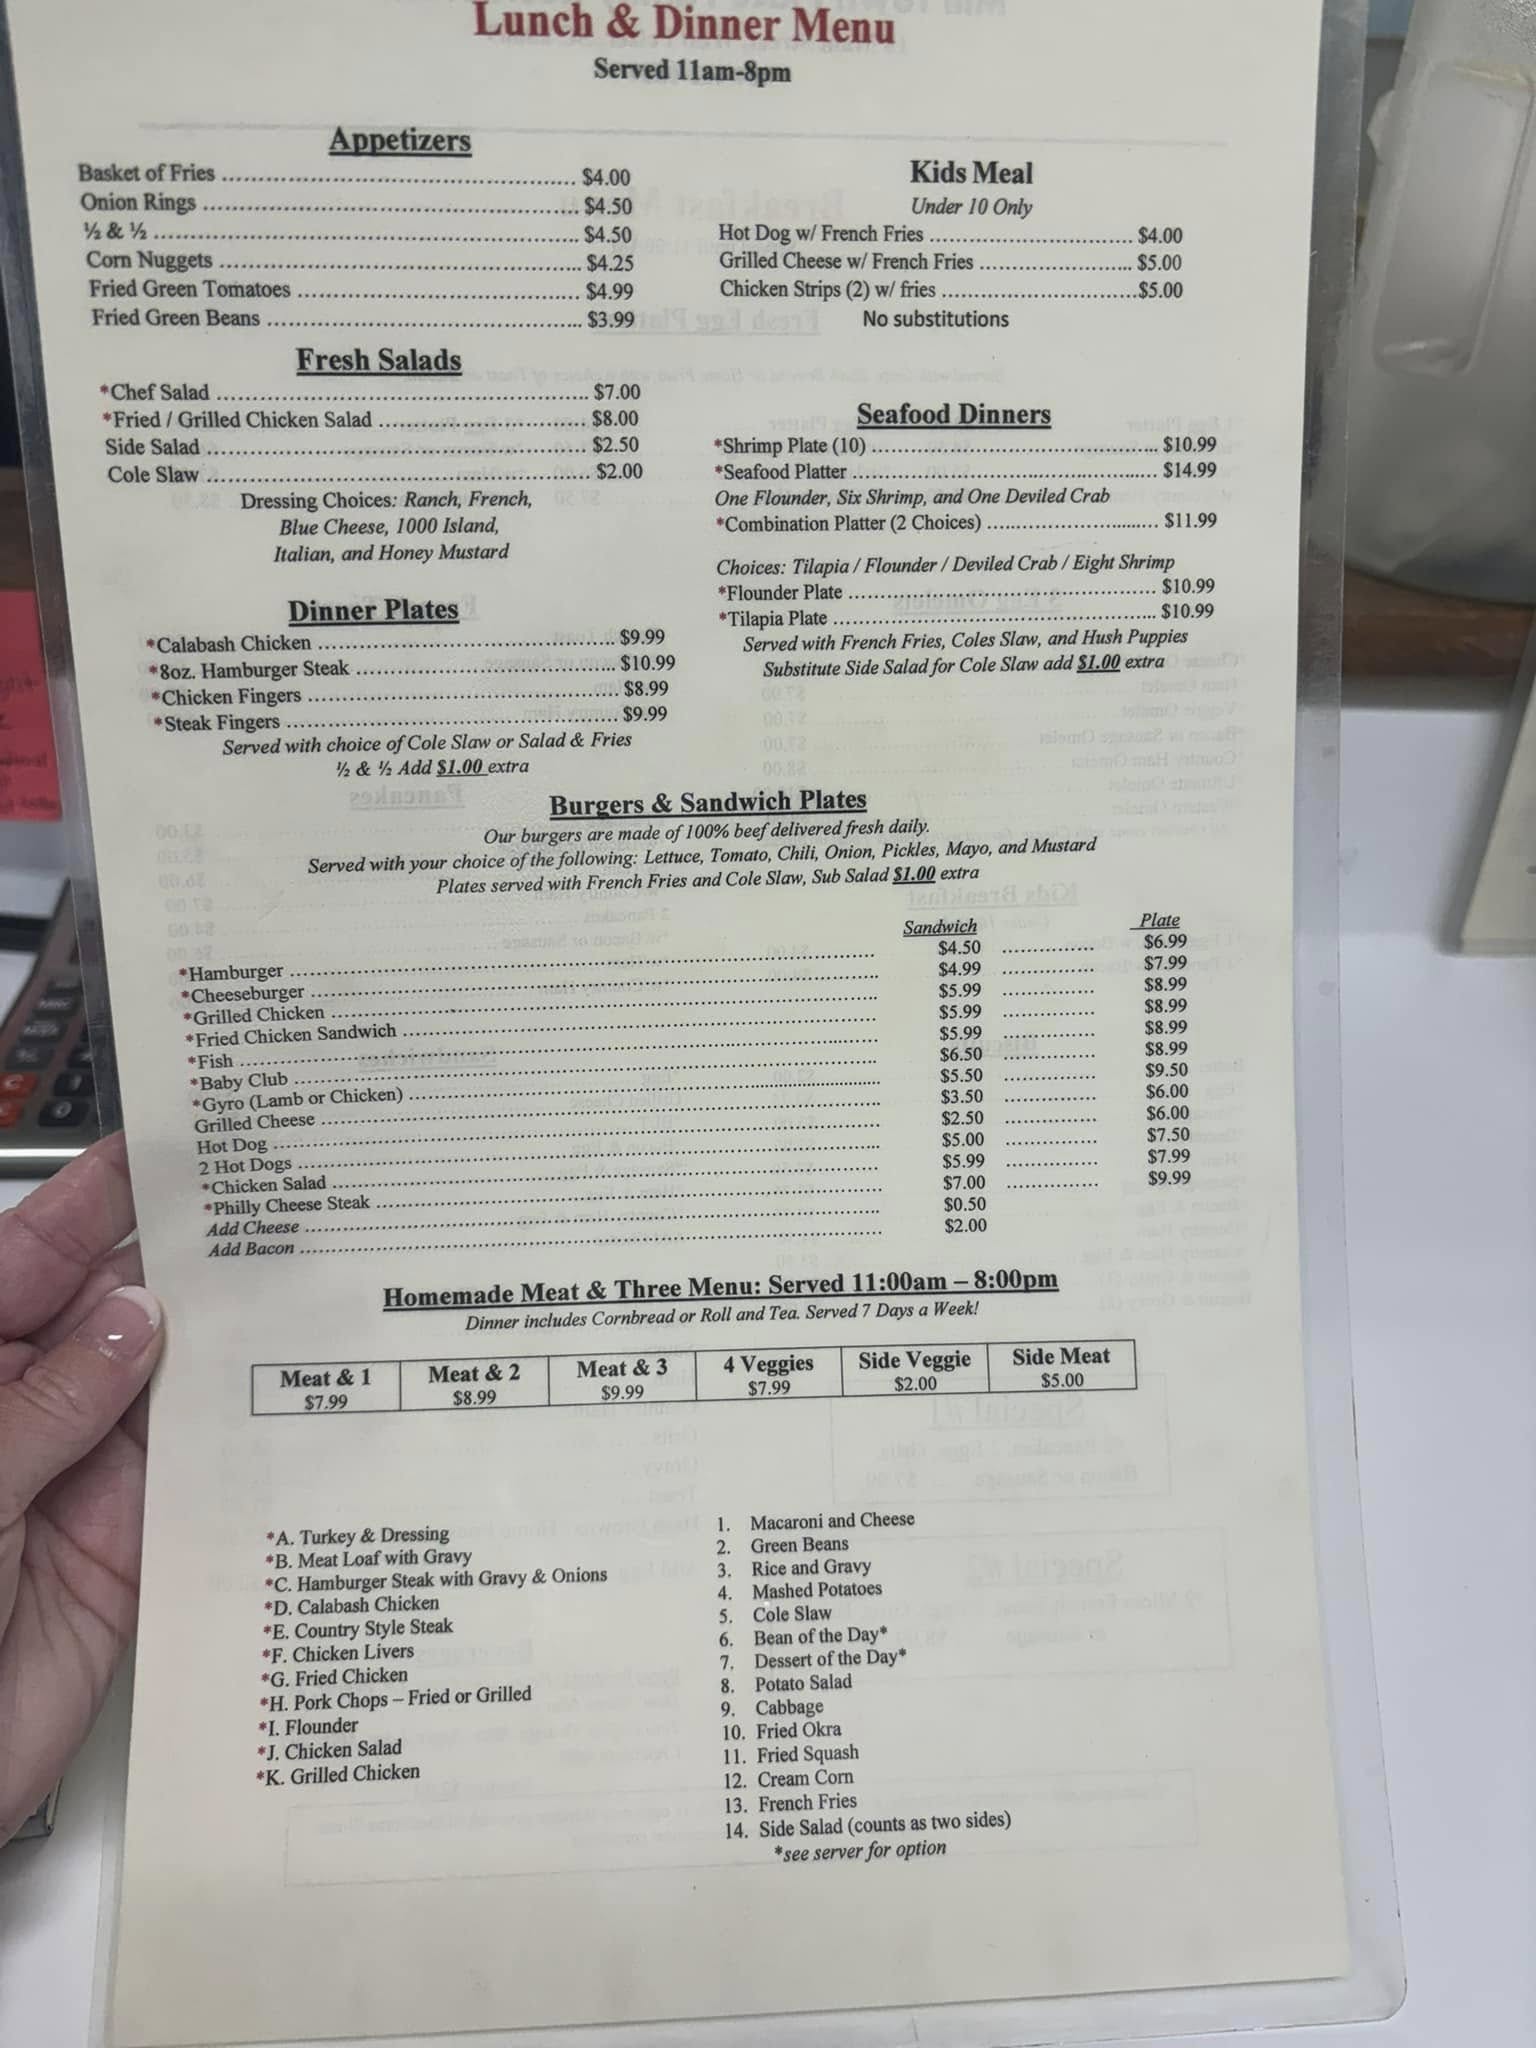 Lunch & Dinner Menu
Served 11am-8pm
Appetizers
Basket of Fries ............ $4.00
Onion Rings ............ $4.50
½ & ½ ............ $4.50
Corn Nuggets ............ $4.25
Fried Green Tomatoes ............ $4.99
Fried Green Beans ............ $3.99
Kids Meal
Under 10 Only
Hot Dog w/ French Fries ............ $4.00
Grilled Cheese w/ French Fries ............ $5.00
Chicken Strips (2) w/ fries ............ $5.00
No substitutions
Fresh Salads
*Chef Salad ............ $7.00
*Fried / Grilled Chicken Salad ............ $8.00
Side Salad ............ $2.50
Cole Slaw ............ $2.00
Dressing Choices: Ranch, French,
Blue Cheese, 1000 Island,
Italian, and Honey Mustard
Seafood Dinners
*Shrimp Plate (10) ............ $10.99
*Seafood Platter ............ $14.99
One Flounder, Six Shrimp, and One Deviled Crab
*Combination Platter (2 Choices) ............ $11.99
Choices: Tilapia / Flounder / Deviled Crab / Eight Shrimp
*Flounder Plate ............ $10.99
*Tilapia Plate ............ $10.99
Served with French Fries, Coles Slaw, and Hush Puppies
Substitute Side Salad for Cole Slaw add $1.00 extra
Dinner Plates
*Calabash Chicken ............ $9.99
*8oz. Hamburger Steak ............ $10.99
*Chicken Fingers ............ $8.99
*Steak Fingers ............ $9.99
Served with choice of Cole Slaw or Salad & Fries
½ & ½ Add $1.00 extra
Burgers & Sandwich Plates
Our burgers are made of 100% beef delivered fresh daily.
Served with your choice of the following: Lettuce, Tomato, Chili, Onion, Pickles, Mayo, and Mustard
Plates served with French Fries and Cole Slaw, Sub Salad $1.00 extra
Sandwich Plate
*Hamburger ............ $4.50 ............ $6.99
*Cheeseburger ............ $4.99 ............ $7.99
*Grilled Chicken ............ $5.99 ............ $8.99
*Fried Chicken Sandwich ............ $5.99 ............ $8.99
*Fish ............ $5.99 ............ $8.99
*Baby Club ............ $6.50 ............ $8.99
*Gyro (Lamb or Chicken) ............ $5.50 ............ $9.50
Grilled Cheese ............ $3.50 ............ $6.00
Hot Dog ............ $2.50 ............ $6.00
2 Hot Dogs ............ $5.00 ............ $7.50
*Chicken Salad ............ $5.99 ............ $7.99
*Philly Cheese Steak ............ $7.00 ............ $9.99
Add Cheese ............ $0.50
Add Bacon ............ $2.00
Homemade Meat & Three Menu: Served 11:00am – 8:00pm
Dinner includes Cornbread or Roll and Tea. Served 7 Days a Week!
Meat & 1 Meat & 2 Meat & 3 4 Veggies Side Veggie Side Meat
$7.99 $8.99 $9.99 $7.99 $2.00 $5.00
*A. Turkey & Dressing
*B. Meat Loaf with Gravy
*C. Hamburger Steak with Gravy & Onions
*D. Calabash Chicken
*E. Country Style Steak
*F. Chicken Livers
*G. Fried Chicken
*H. Pork Chops – Fried or Grilled
*I. Flounder
*J. Chicken Salad
*K. Grilled Chicken
1. Macaroni and Cheese
2. Green Beans
3. Rice and Gravy
4. Mashed Potatoes
5. Cole Slaw
6. Bean of the Day*
7. Dessert of the Day*
8. Potato Salad
9. Cabbage
10. Fried Okra
11. Fried Squash
12. Cream Corn
13. French Fries
14. Side Salad (counts as two sides)
*see server for option